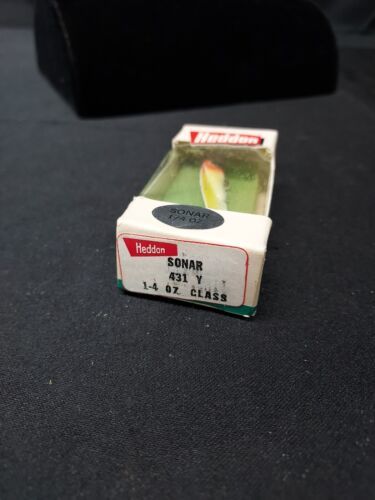 Heddon
SONAR
1/4 OZ
Heddon
SONAR
431 Y
1-4 OZ CLASS